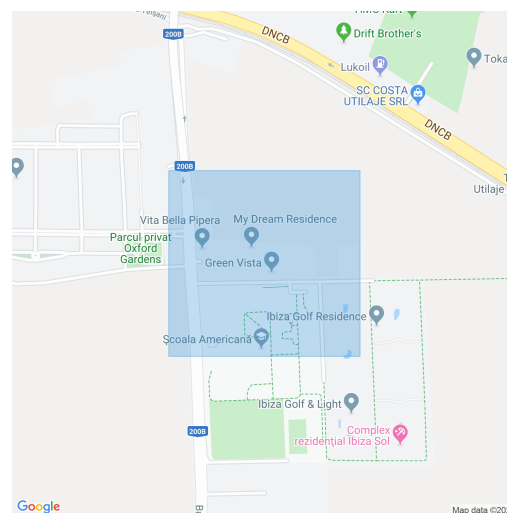 200B
DNCB
Drift Brother's
Lukoil
Toka
SC COSTA
UTILAJE SRL
DNCB
200B
Utilaje
Vita Bella Pipera
My Dream Residence
Parcul privat
Oxford
Gardens
Green Vista
Ibiza Golf Residence
Școala Americană
Ibiza Golf & Light
200B
Complex
rezidențial Ibiza Sol
Google
Map data ©202